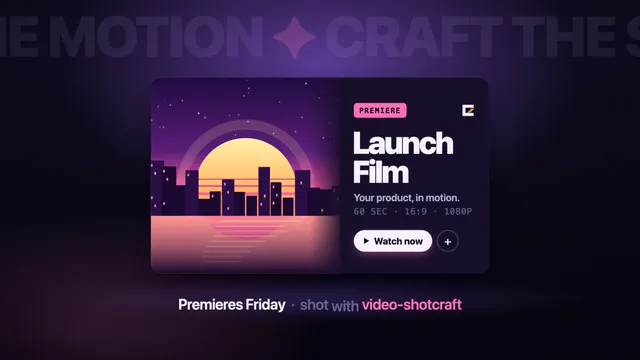 MOTION ✦ CRAFT THE
PREMIERE
Launch
Film
Your product, in motion.
60 SEC · 16:9 · 1080P
▶ Watch now +
Premieres Friday · shot with video-shotcraft